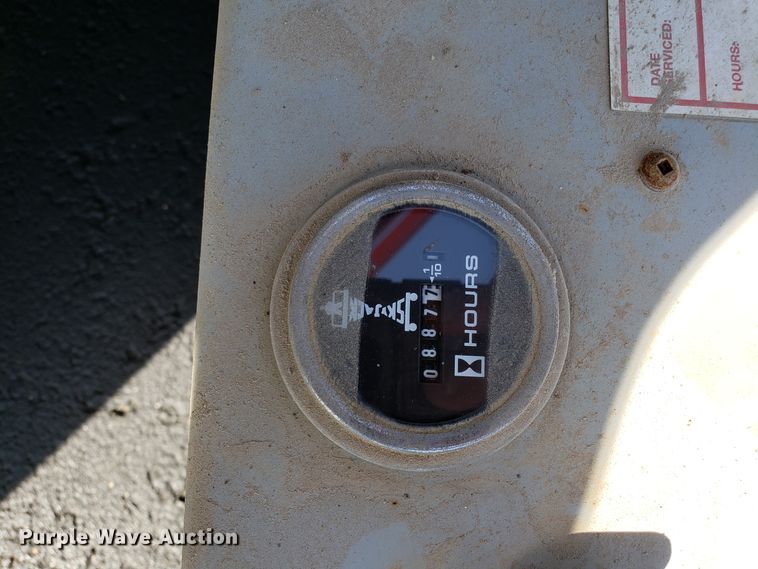 DATE
SERVICED:
HOURS:
SKYJACK
0887
1/10
HOURS
Purple Wave Auction